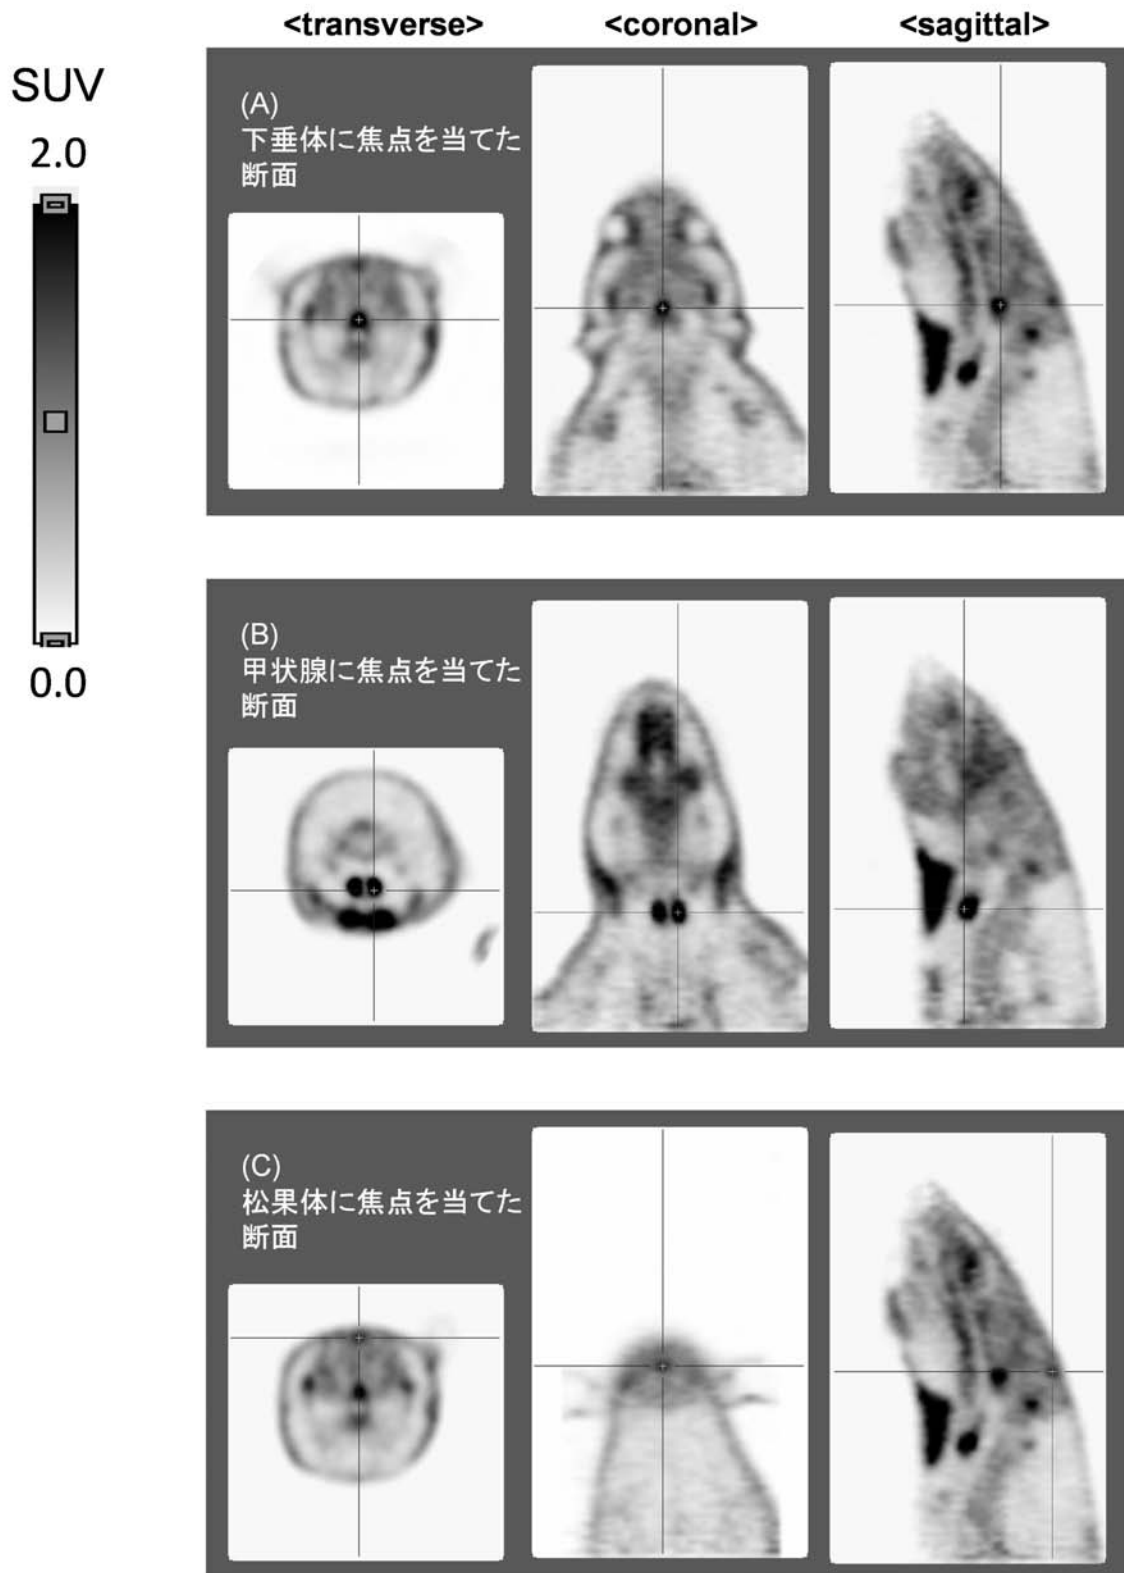 <transverse>
<coronal>
<sagittal>
SUV
2.0
0.0
(A)
下垂体に焦点を当てた
断面
(B)
甲状腺に焦点を当てた
断面
(C)
松果体に焦点を当てた
断面